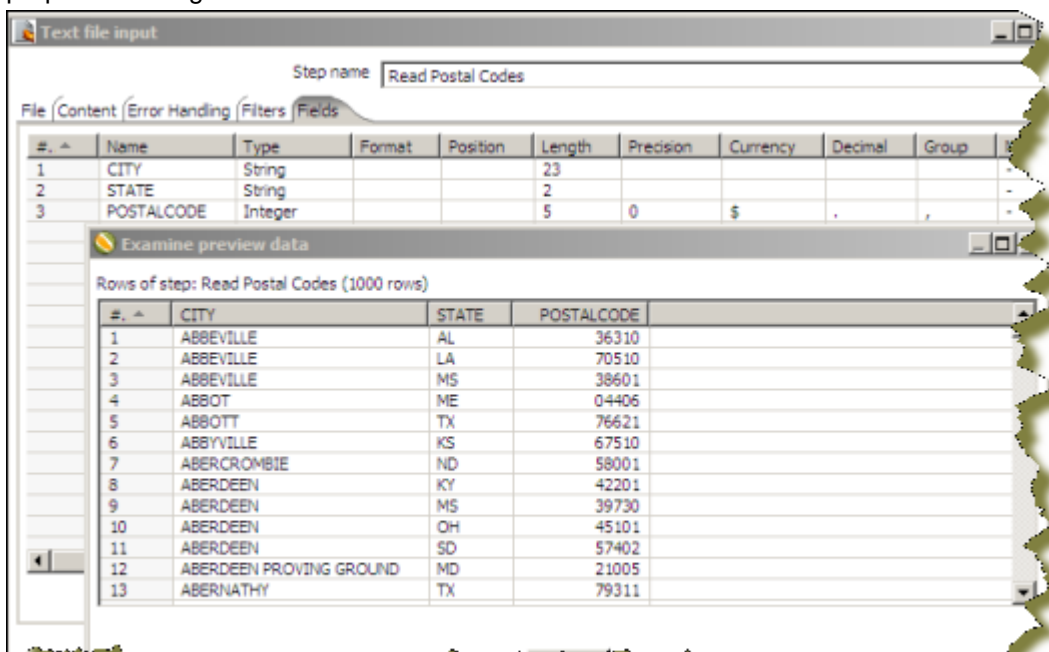 Text file input
Step name Read Postal Codes
File Content Error Handling Filters Fields
#. Name Type Format Position Length Precision Currency Decimal Group
1 CITY String 23 -
2 STATE String 2 -
3 POSTALCODE Integer 5 0 $ . , -
Examine preview data
Rows of step: Read Postal Codes (1000 rows)
#. CITY STATE POSTALCODE
1 ABBEVILLE AL 36310
2 ABBEVILLE LA 70510
3 ABBEVILLE MS 38601
4 ABBOT ME 04406
5 ABBOTT TX 76621
6 ABBYVILLE KS 67510
7 ABERCROMBIE ND 58001
8 ABERDEEN KY 42201
9 ABERDEEN MS 39730
10 ABERDEEN OH 45101
11 ABERDEEN SD 57402
12 ABERDEEN PROVING GROUND MD 21005
13 ABERNATHY TX 79311